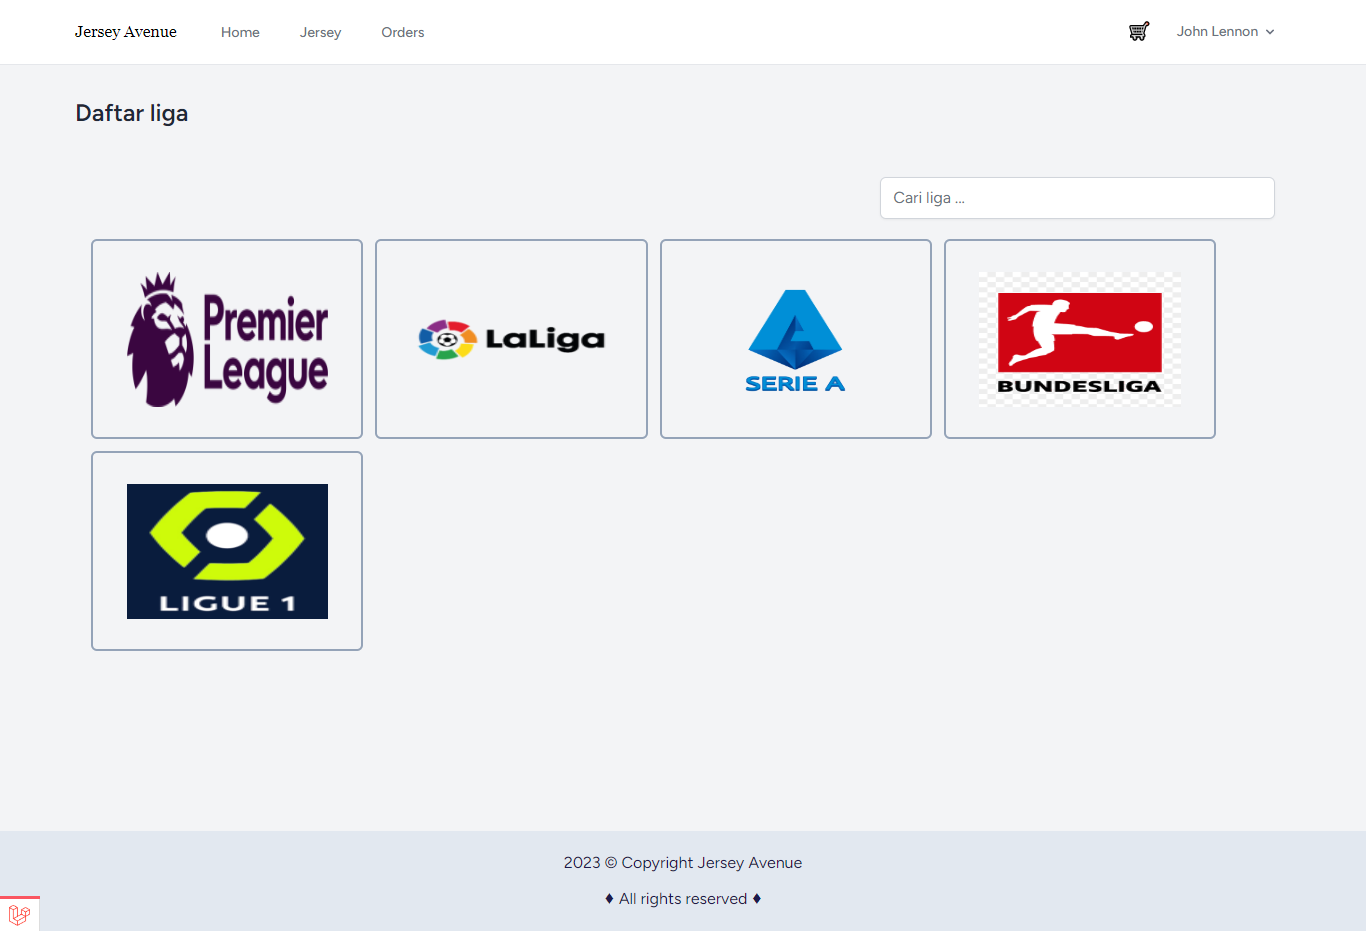 Jersey Avenue
Home
Jersey
Orders
John Lennon
Daftar liga
Cari liga ...
Premier
League
LaLiga
SERIE A
BUNDESLIGA
LIGUE 1
2023 © Copyright Jersey Avenue
♦ All rights reserved ♦